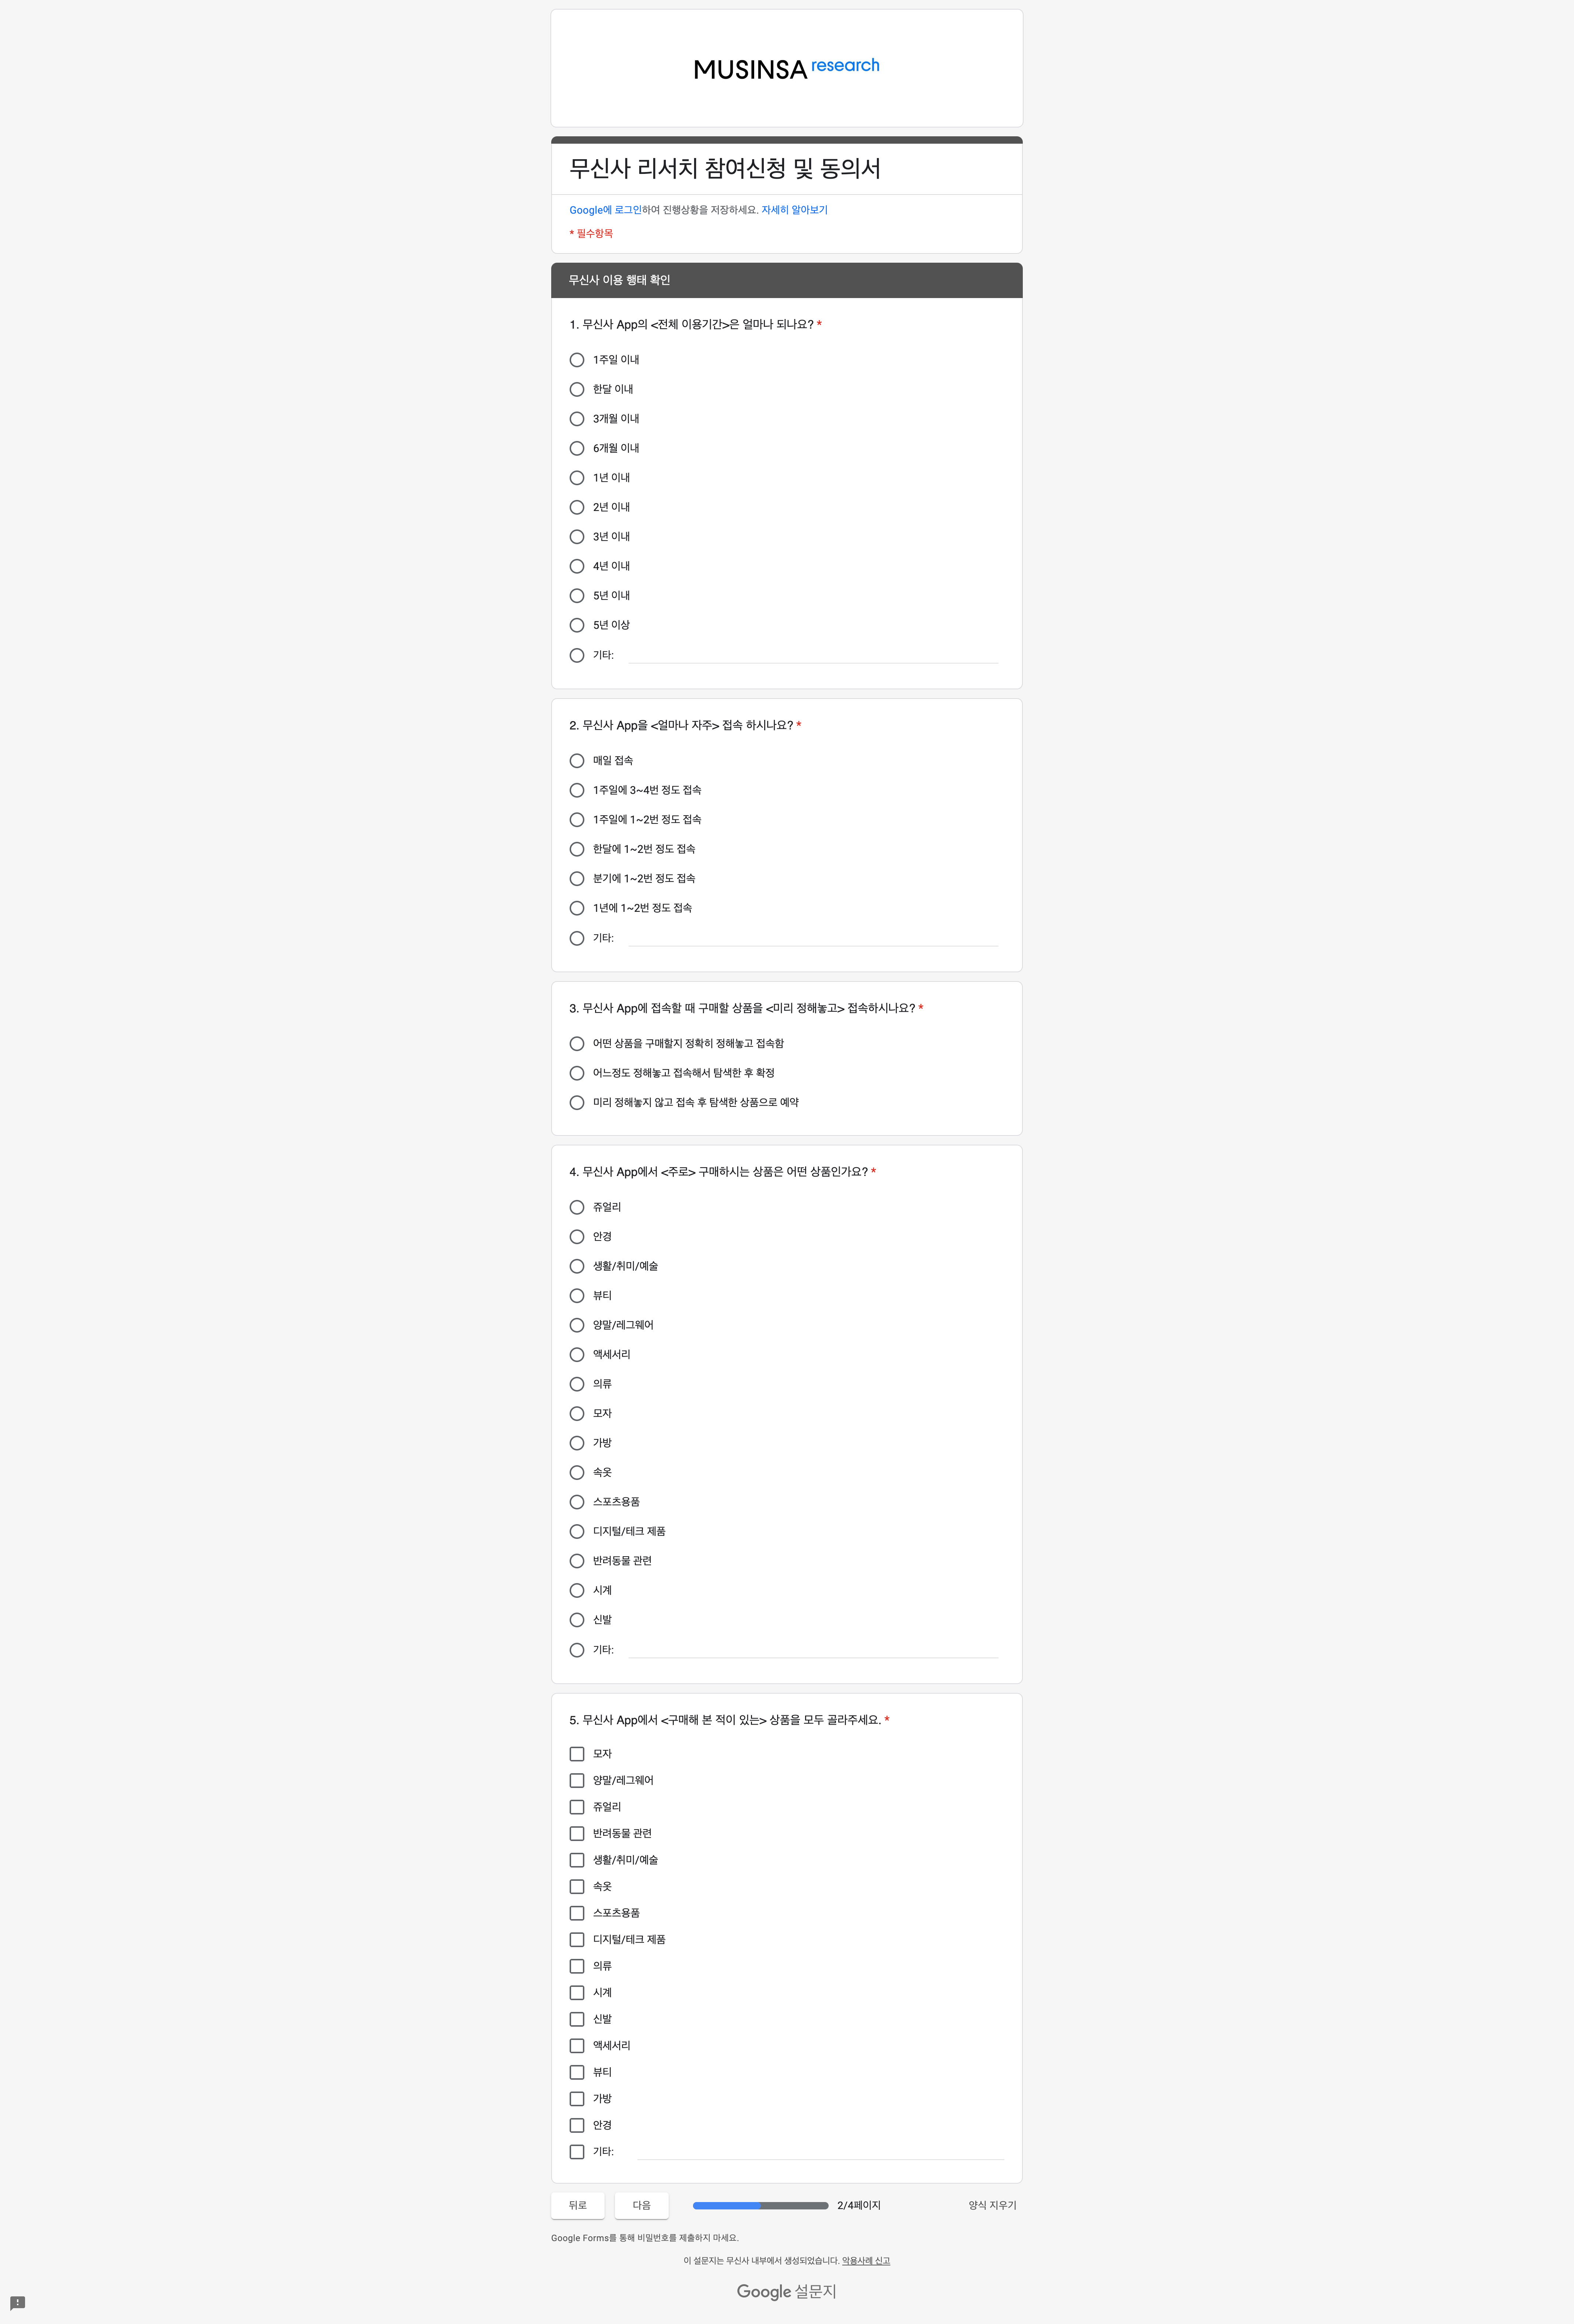 MUSINSA research
무신사 리서치 참여신청 및 동의서
Google에 로그인하여 진행상황을 저장하세요. 자세히 알아보기
* 필수항목
무신사 이용 행태 확인
1. 무신사 App의 <전체 이용기간>은 얼마나 되나요? *
1주일 이내
한달 이내
3개월 이내
6개월 이내
1년 이내
2년 이내
3년 이내
4년 이내
5년 이내
5년 이상
기타:
2. 무신사 App을 <얼마나 자주> 접속 하시나요? *
매일 접속
1주일에 3~4번 정도 접속
1주일에 1~2번 정도 접속
한달에 1~2번 정도 접속
분기에 1~2번 정도 접속
1년에 1~2번 정도 접속
기타:
3. 무신사 App에 접속할 때 구매할 상품을 <미리 정해놓고> 접속하시나요? *
어떤 상품을 구매할지 정확히 정해놓고 접속함
어느정도 정해놓고 접속해서 탐색한 후 확정
미리 정해놓지 않고 접속 후 탐색한 상품으로 예약
4. 무신사 App에서 <주로> 구매하시는 상품은 어떤 상품인가요? *
쥬얼리
안경
생활/취미/예술
뷰티
양말/레그웨어
액세서리
의류
모자
가방
속옷
스포츠용품
디지털/테크 제품
반려동물 관련
시계
신발
기타:
5. 무신사 App에서 <구매해 본 적이 있는> 상품을 모두 골라주세요. *
모자
양말/레그웨어
쥬얼리
반려동물 관련
생활/취미/예술
속옷
스포츠용품
디지털/테크 제품
의류
시계
신발
액세서리
뷰티
가방
안경
기타:
뒤로 다음 2/4페이지 양식 지우기
Google Forms를 통해 비밀번호를 제출하지 마세요.
이 설문지는 무신사 내부에서 생성되었습니다. 악용사례 신고
Google 설문지